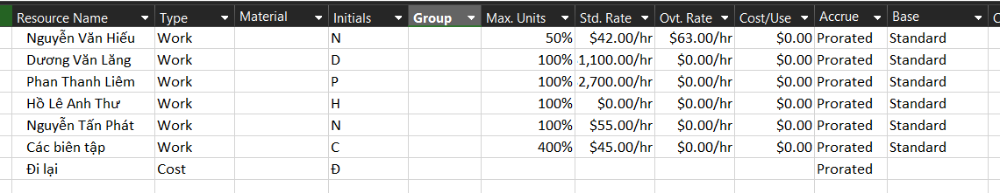 Resource Name Type Material Initials Group Max. Units Std. Rate Ovt. Rate Cost/Use Accrue Base C
Nguyễn Văn Hiếu Work N 50% $42.00/hr $63.00/hr $0.00 Prorated Standard
Dương Văn Lăng Work D 100% 1,100.00/hr $0.00/hr $0.00 Prorated Standard
Phan Thanh Liêm Work P 100% 2,700.00/hr $0.00/hr $0.00 Prorated Standard
Hồ Lê Anh Thư Work H 100% $0.00/hr $0.00/hr $0.00 Prorated Standard
Nguyễn Tấn Phát Work N 100% $55.00/hr $0.00/hr $0.00 Prorated Standard
Các biên tập Work C 400% $45.00/hr $0.00/hr $0.00 Prorated Standard
Đi lại Cost Đ Prorated